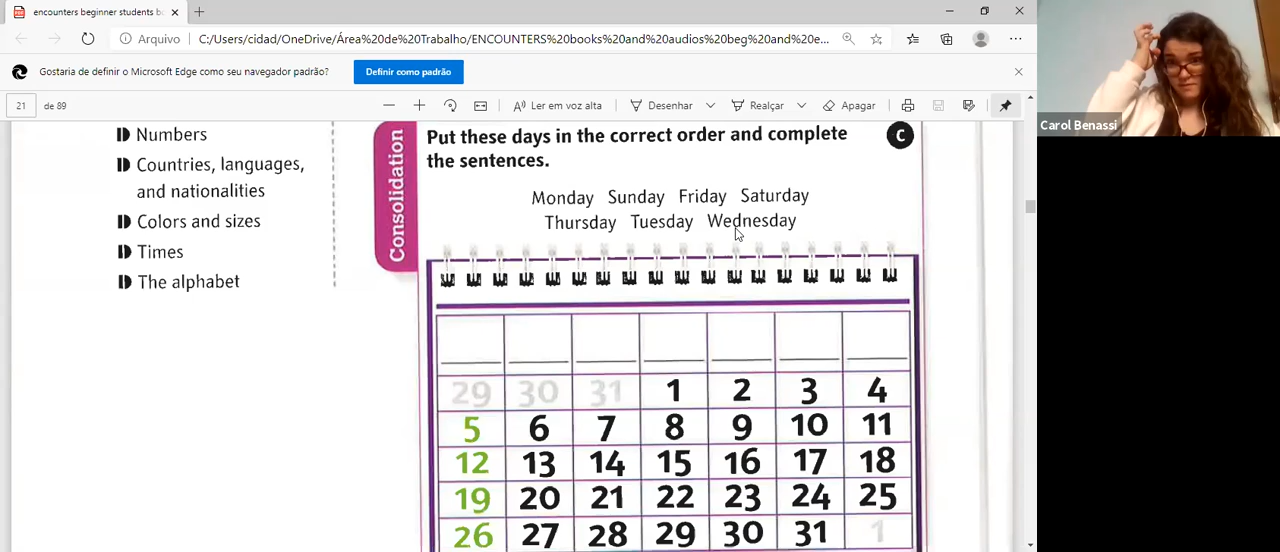 encounters beginner students bo
Arquivo
C:/Users/cidad/OneDrive/Área%20de%20Trabalho/ENCOUNTERS%20books%20and%20audios%20beg%20and%20e...
Gostaria de definir o Microsoft Edge como seu navegador padrão?
Definir como padrão
21
de 89
Ler em voz alta
Desenhar
Realçar
Apagar
Carol Benassi
Numbers
Countries, languages,
and nationalities
Colors and sizes
Times
The alphabet
Consolidation
Put these days in the correct order and complete
the sentences.
C
Monday Sunday Friday Saturday
Thursday Tuesday Wednesday
29 30 31 1 2 3 4
5 6 7 8 9 10 11
12 13 14 15 16 17 18
19 20 21 22 23 24 25
26 27 28 29 30 31 1